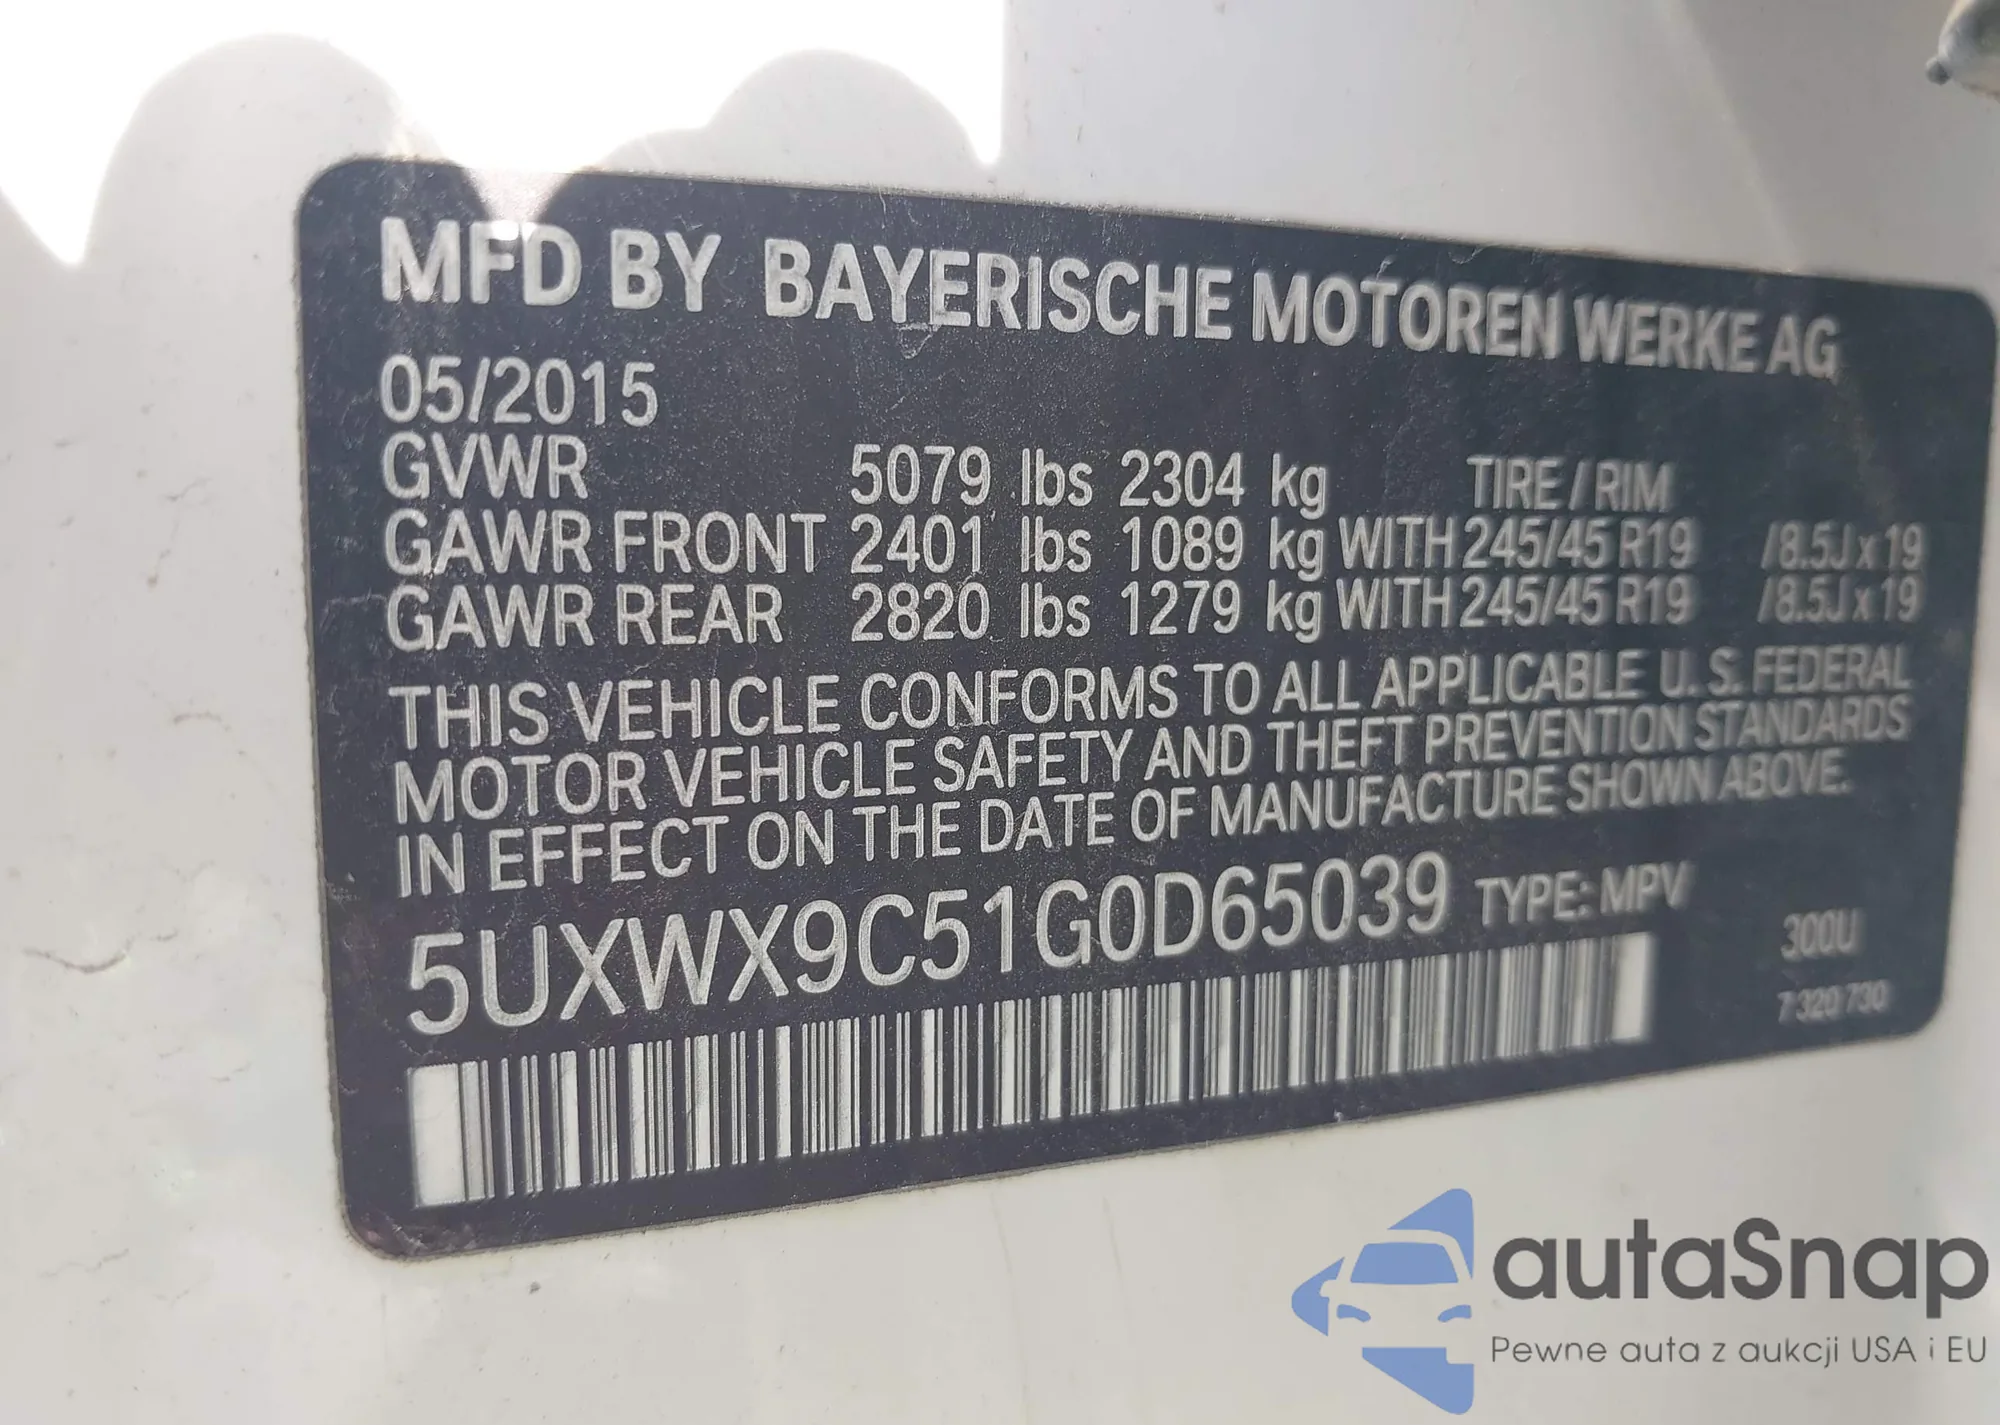 MFD BY BAYERISCHE MOTOREN WERKE AG
05/2015
GVWR 5079 lbs 2304 kg TIRE / RIM
GAWR FRONT 2401 lbs 1089 kg WITH 245/45 R19 /8.5J x 19
GAWR REAR 2820 lbs 1279 kg WITH 245/45 R19 /8.5J x 19
THIS VEHICLE CONFORMS TO ALL APPLICABLE U. S. FEDERAL
MOTOR VEHICLE SAFETY AND THEFT PREVENTION STANDARDS
IN EFFECT ON THE DATE OF MANUFACTURE SHOWN ABOVE.
5UXWX9C51G0D65039 TYPE: MPV
300U
7 320 730
autaSnap
Pewne auta z aukcji USA i EU